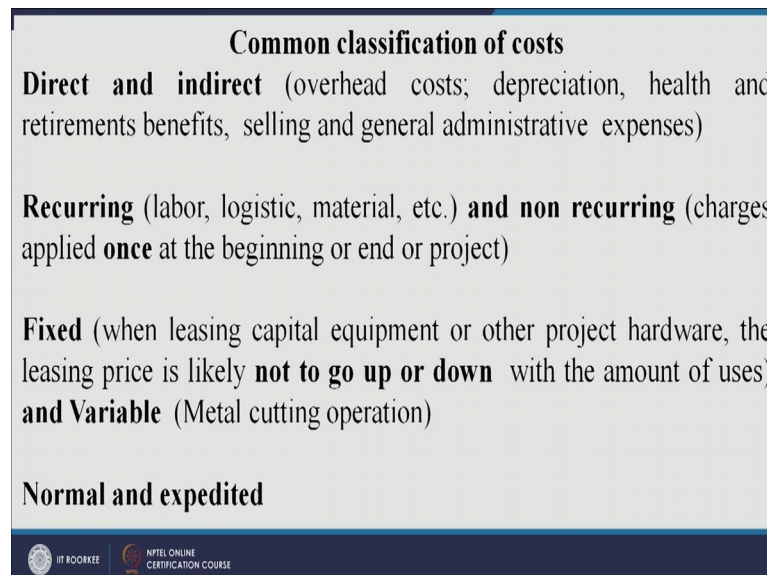 Common classification of costs
Direct and indirect (overhead costs; depreciation, health and
retirements benefits, selling and general administrative expenses)
Recurring (labor, logistic, material, etc.) and non recurring (charges
applied once at the beginning or end or project)
Fixed (when leasing capital equipment or other project hardware, the
leasing price is likely not to go up or down with the amount of uses)
and Variable (Metal cutting operation)
Normal and expedited
IIT ROORKEE
NPTEL ONLINE
CERTIFICATION COURSE
NPTEL